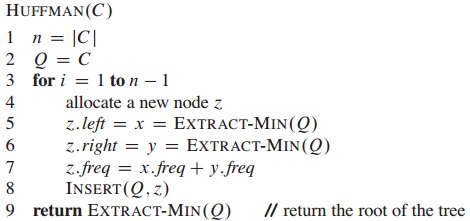 HUFFMAN(C)
1 n = |C|
2 Q = C
3 for i = 1 to n − 1
4 allocate a new node z
5 z.left = x = EXTRACT-MIN(Q)
6 z.right = y = EXTRACT-MIN(Q)
7 z.freq = x.freq + y.freq
8 INSERT(Q, z)
9 return EXTRACT-MIN(Q) // return the root of the tree